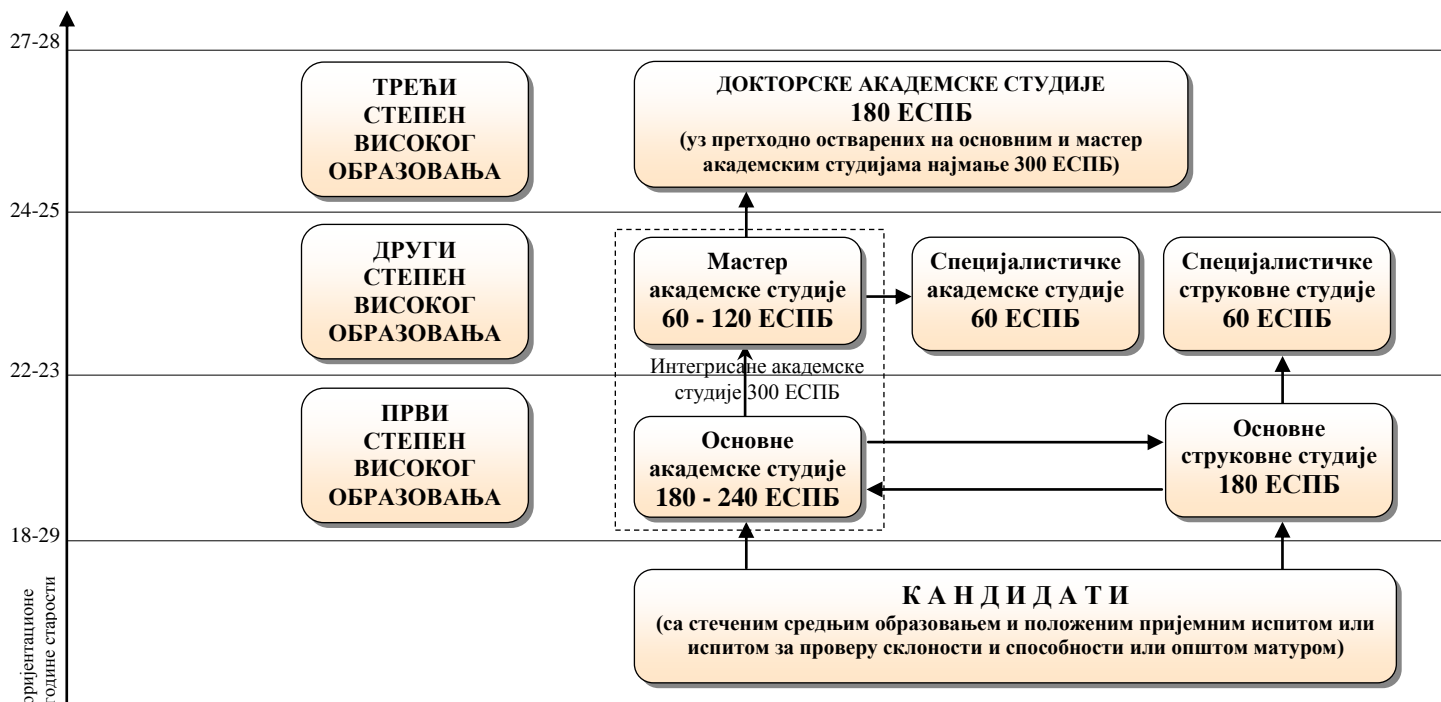 27-28
ТРЕЋИ
СТЕПЕН
ВИСОКОГ
ОБРАЗОВАЊА
ДОКТОРСКЕ АКАДЕМСКЕ СТУДИЈЕ
180 ЕСПБ
(уз претходно остварених на основним и мастер
академским студијама најмање 300 ЕСПБ)
24-25
ДРУГИ
СТЕПЕН
ВИСОКОГ
ОБРАЗОВАЊА
Мастер
академске студије
60 - 120 ЕСПБ
Специјалистичке
академске студије
60 ЕСПБ
Специјалистичке
струковне студије
60 ЕСПБ
Интегрисане академске
студије 300 ЕСПБ
22-23
ПРВИ
СТЕПЕН
ВИСОКОГ
ОБРАЗОВАЊА
Основне
академске студије
180 - 240 ЕСПБ
Основне
струковне студије
180 ЕСПБ
18-29
К А Н Д И Д А Т И
(са стеченим средњим образовањем и положеним пријемним испитом или
испитом за проверу склоности и способности или општом матуром)
оријентационе
године старости